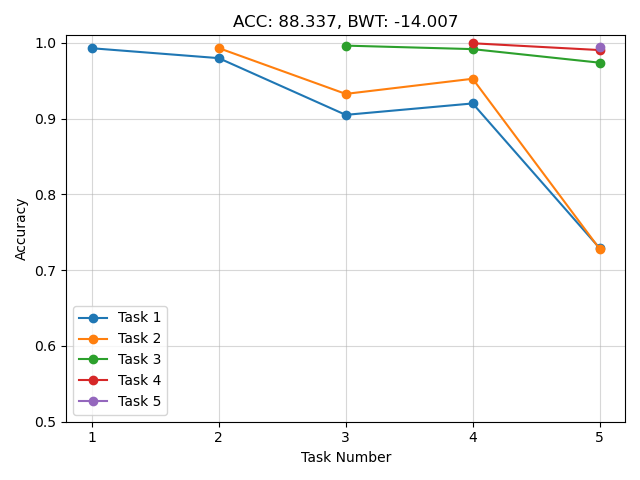 ACC: 88.337, BWT: -14.007
1.0
0.9
0.8
0.7
0.6
0.5
Accuracy
Task 1
Task 2
Task 3
Task 4
Task 5
1 2 3 4 5
Task Number